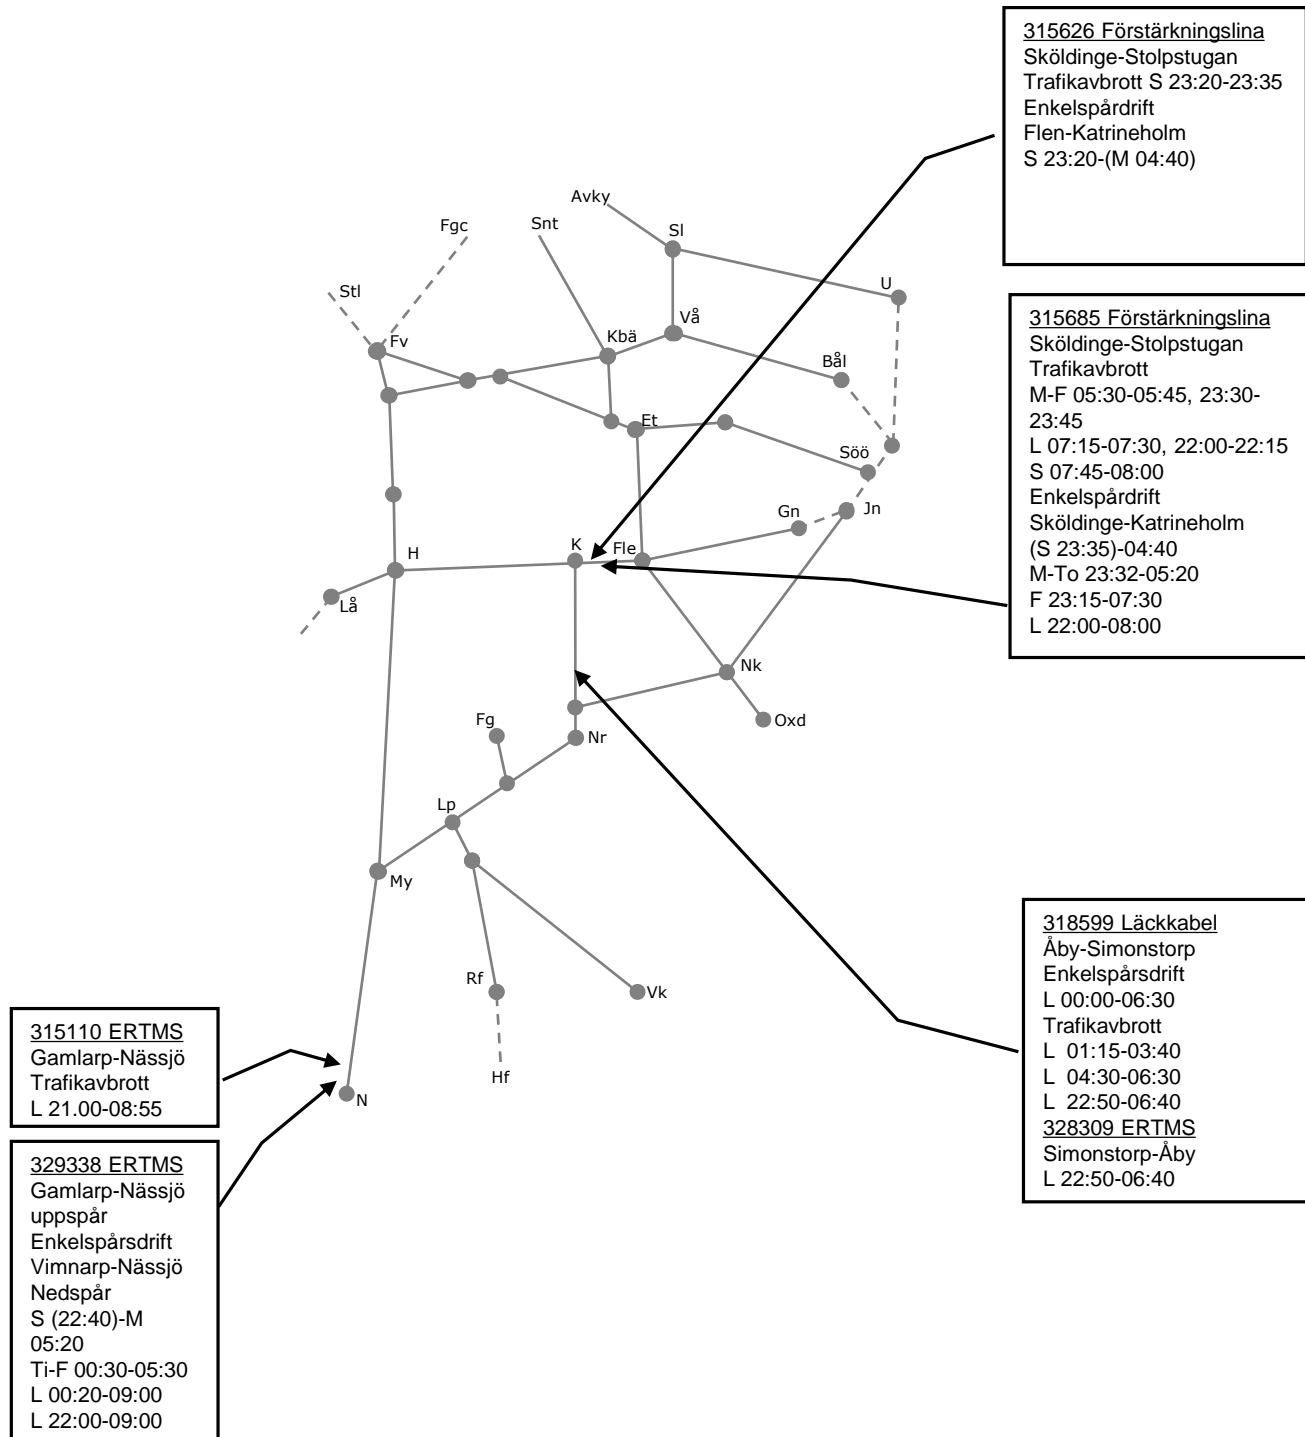 315626 Förstärkningslina
Sköldinge-Stolpstugan
Trafikavbrott S 23:20-23:35
Enkelspårdrift
Flen-Katrineholm
S 23:20-(M 04:40)
Avky
Fgc
Snt
Sl
U
Stl
Fv
Vå
Kbä
Bål
Et
Söö
Gn
Jn
H
K
Fle
Lå
Nk
Oxd
Fg
Nr
Lp
My
Rf
Vk
Hf
N
315685 Förstärkningslina
Sköldinge-Stolpstugan
Trafikavbrott
M-F 05:30-05:45, 23:30-
23:45
L 07:15-07:30, 22:00-22:15
S 07:45-08:00
Enkelspårdrift
Sköldinge-Katrineholm
(S 23:35)-04:40
M-To 23:32-05:20
F 23:15-07:30
L 22:00-08:00
318599 Läckkabel
Åby-Simonstorp
Enkelspårsdrift
L 00:00-06:30
Trafikavbrott
L 01:15-03:40
L 04:30-06:30
L 22:50-06:40
328309 ERTMS
Simonstorp-Åby
L 22:50-06:40
315110 ERTMS
Gamlarp-Nässjö
Trafikavbrott
L 21.00-08:55
329338 ERTMS
Gamlarp-Nässjö
uppspår
Enkelspårsdrift
Vimnarp-Nässjö
Nedspår
S (22:40)-M
05:20
Ti-F 00:30-05:30
L 00:20-09:00
L 22:00-09:00